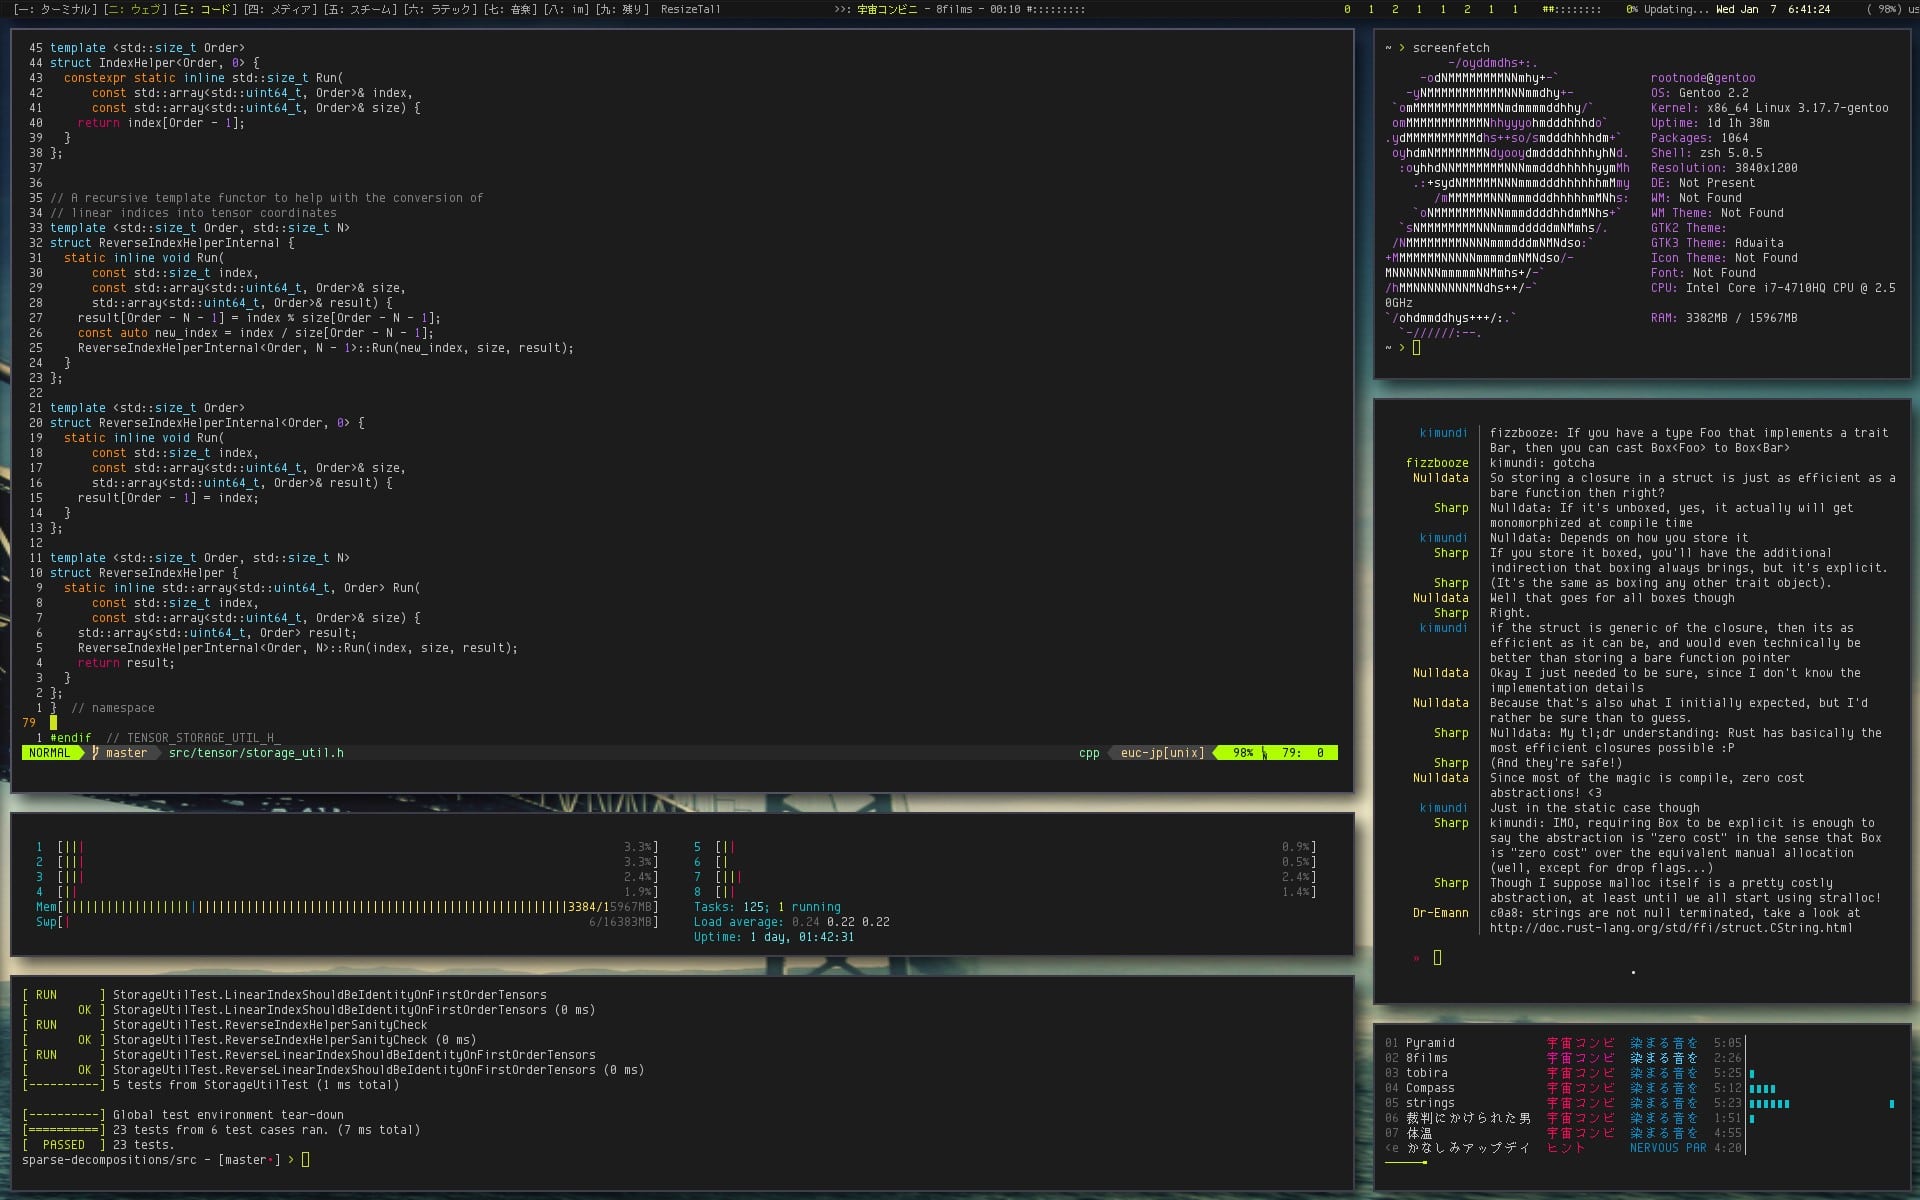 [一: ターミナル] [二: ウェブ] [三: コード] [四: メディア] [五: スチーム] [六: ラテック] [七: 音楽] [八: im] [九: 残り] ResizeTall >>: 宇宙コンビニ - 8films - 00:10 #::::::::: 0 1 2 1 1 2 1 1 ##:::::::: 0% Updating... Wed Jan 7 6:41:24 ( 98%) us
45 template <std::size_t Order>
44 struct IndexHelper<Order, 0> {
43 constexpr static inline std::size_t Run(
42 const std::array<std::uint64_t, Order>& index,
41 const std::array<std::uint64_t, Order>& size) {
40 return index[Order - 1];
39 }
38 };
37
36
35 // A recursive template functor to help with the conversion of
34 // linear indices into tensor coordinates
33 template <std::size_t Order, std::size_t N>
32 struct ReverseIndexHelperInternal {
31 static inline void Run(
30 const std::size_t index,
29 const std::array<std::uint64_t, Order>& size,
28 std::array<std::uint64_t, Order>& result) {
27 result[Order - N - 1] = index % size[Order - N - 1];
26 const auto new_index = index / size[Order - N - 1];
25 ReverseIndexHelperInternal<Order, N - 1>::Run(new_index, size, result);
24 }
23 };
22
21 template <std::size_t Order>
20 struct ReverseIndexHelperInternal<Order, 0> {
19 static inline void Run(
18 const std::size_t index,
17 const std::array<std::uint64_t, Order>& size,
16 std::array<std::uint64_t, Order>& result) {
15 result[Order - 1] = index;
14 }
13 };
12
11 template <std::size_t Order, std::size_t N>
10 struct ReverseIndexHelper {
9 static inline std::array<std::uint64_t, Order> Run(
8 const std::size_t index,
7 const std::array<std::uint64_t, Order>& size) {
6 std::array<std::uint64_t, Order> result;
5 ReverseIndexHelperInternal<Order, N>::Run(index, size, result);
4 return result;
3 }
2 };
1 } // namespace
79
1 #endif // TENSOR_STORAGE_UTIL_H_
NORMAL master src/tensor/storage_util.h cpp euc-jp[unix] 98% 79: 0
1 [||| 3.3%] 5 [|| 0.9%]
2 [||| 3.3%] 6 [| 0.5%]
3 [||| 2.4%] 7 [||| 2.4%]
4 [|| 1.9%] 8 [|| 1.4%]
Mem[ 3384/15967MB] Tasks: 125; 1 running
Swp[| 6/16383MB] Load average: 0.24 0.22 0.22
Uptime: 1 day, 01:42:31
[ RUN ] StorageUtilTest.LinearIndexShouldBeIdentityOnFirstOrderTensors
[ OK ] StorageUtilTest.LinearIndexShouldBeIdentityOnFirstOrderTensors (0 ms)
[ RUN ] StorageUtilTest.ReverseIndexHelperSanityCheck
[ OK ] StorageUtilTest.ReverseIndexHelperSanityCheck (0 ms)
[ RUN ] StorageUtilTest.ReverseLinearIndexShouldBeIdentityOnFirstOrderTensors
[ OK ] StorageUtilTest.ReverseLinearIndexShouldBeIdentityOnFirstOrderTensors (0 ms)
[----------] 5 tests from StorageUtilTest (1 ms total)
[----------] Global test environment tear-down
[==========] 23 tests from 6 test cases ran. (7 ms total)
[ PASSED ] 23 tests.
sparse-decompositions/src - [master·] >
~ > screenfetch
rootnode@gentoo
OS: Gentoo 2.2
Kernel: x86_64 Linux 3.17.7-gentoo
Uptime: 1d 1h 38m
Packages: 1064
Shell: zsh 5.0.5
Resolution: 3840x1200
DE: Not Present
WM: Not Found
WM Theme: Not Found
GTK2 Theme:
GTK3 Theme: Adwaita
Icon Theme: Not Found
Font: Not Found
CPU: Intel Core i7-4710HQ CPU @ 2.5
0GHz
RAM: 3382MB / 15967MB
~ >
kimundi fizzbooze: If you have a type Foo that implements a trait
Bar, then you can cast Box<Foo> to Box<Bar>
fizzbooze kimundi: gotcha
Nulldata So storing a closure in a struct is just as efficient as a
bare function then right?
Sharp Nulldata: If it's unboxed, yes, it actually will get
monomorphized at compile time
kimundi Nulldata: Depends on how you store it
Sharp If you store it boxed, you'll have the additional
indirection that boxing always brings, but it's explicit.
Sharp (It's the same as boxing any other trait object).
Nulldata Well that goes for all boxes though
Sharp Right.
kimundi if the struct is generic of the closure, then its as
efficient as it can be, and would even technically be
better than storing a bare function pointer
Nulldata Okay I just needed to be sure, since I don't know the
implementation details
Nulldata Because that's also what I initially expected, but I'd
rather be sure than to guess.
Sharp Nulldata: My tl;dr understanding: Rust has basically the
most efficient closures possible :P
Sharp (And they're safe!)
Nulldata Since most of the magic is compile, zero cost
abstractions! <3
kimundi Just in the static case though
Sharp kimundi: IMO, requiring Box to be explicit is enough to
say the abstraction is "zero cost" in the sense that Box
is "zero cost" over the equivalent manual allocation
(well, except for drop flags...)
Sharp Though I suppose malloc itself is a pretty costly
abstraction, at least until we all start using stralloc!
Dr-Emann c0a8: strings are not null terminated, take a look at
http://doc.rust-lang.org/std/ffi/struct.CString.html
»
01 Pyramid 宇宙コンビ 染まる音を 5:05
02 8films 宇宙コンビ 染まる音を 2:26
03 tobira 宇宙コンビ 染まる音を 5:25
04 Compass 宇宙コンビ 染まる音を 5:12
05 strings 宇宙コンビ 染まる音を 5:23
06 裁判にかけられた男 宇宙コンビ 染まる音を 1:51
07 体温 宇宙コンビ 染まる音を 4:55
<e かなしみアップデイ ヒント NERVOUS PAR 4:20